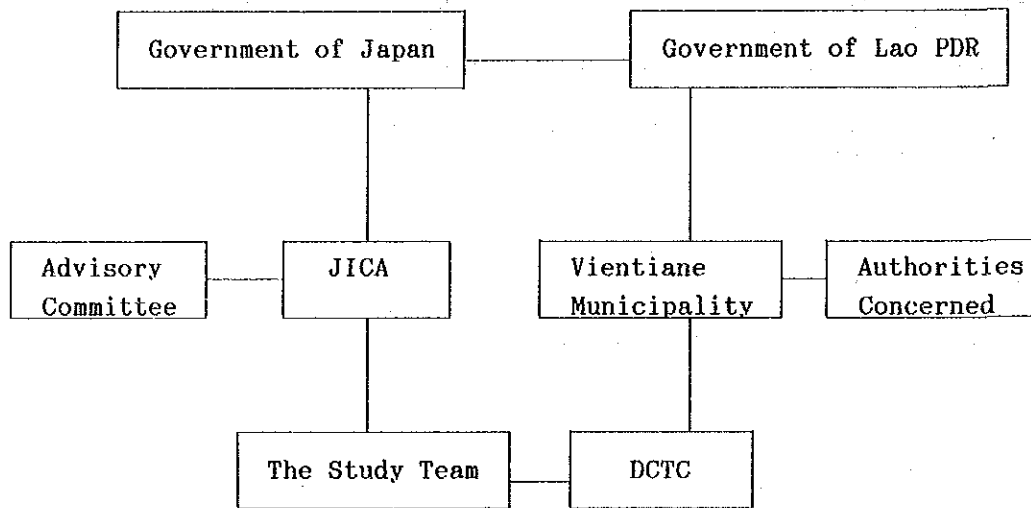 Government of Japan
Government of Lao PDR
Advisory
Committee
JICA
Vientiane
Municipality
Authorities
Concerned
The Study Team
DCTC